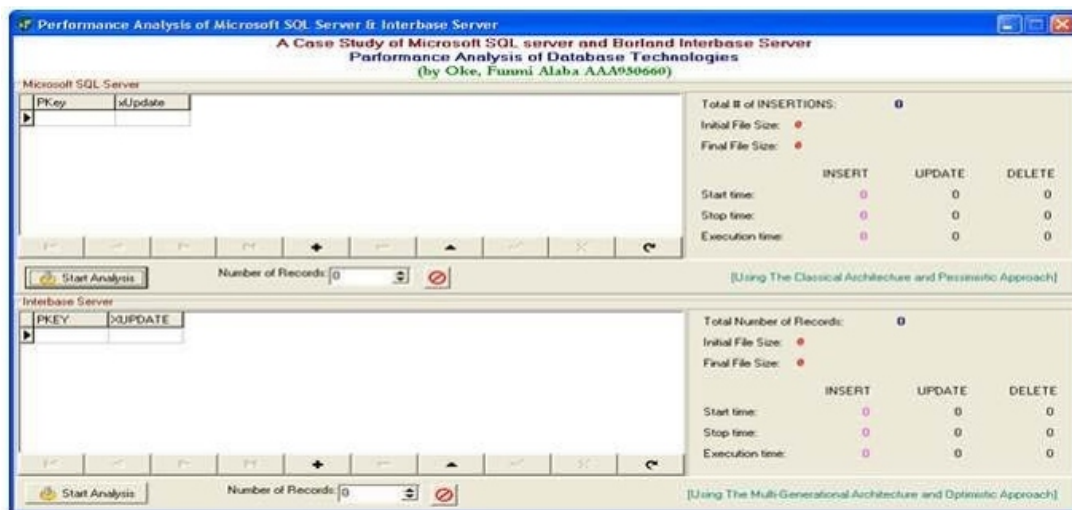 Performance Analysis of Microsoft SQL Server & Interbase Server
A Case Study of Microsoft SQL server and Borland Interbase Server
Parformance Analysis of Database Technologies
(by Oke, Funmi Alaba AAA950660)
Microsoft SQL Server
PKey xUpdate
Total # of INSERTIONS: 0
Initial File Size: 0
Final File Size: 0
INSERT UPDATE DELETE
Start time: 0 0 0
Stop time: 0 0 0
Execution time: 0 0 0
Start Analysis Number of Records: 0 [Using The Classical Architecture and Pessimistic Approach]
Interbase Server
PKEY XUPDATE
Total Number of Records: 0
Initial File Size: 0
Final File Size: 0
INSERT UPDATE DELETE
Start time: 0 0 0
Stop time: 0 0 0
Execution time: 0 0 0
Start Analysis Number of Records: 0 [Using The Multi-Generational Architecture and Optimistic Approach]